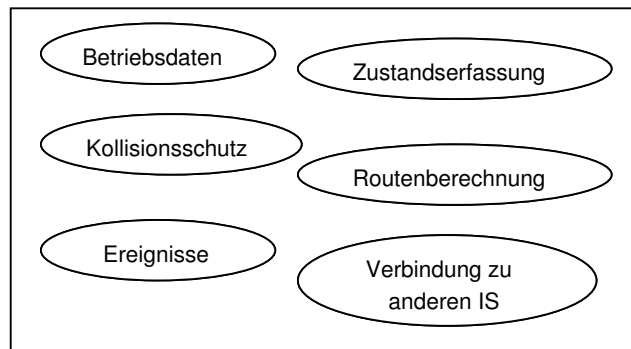 Betriebsdaten
Zustandserfassung
Kollisionsschutz
Routenberechnung
Ereignisse
Verbindung zu
anderen IS